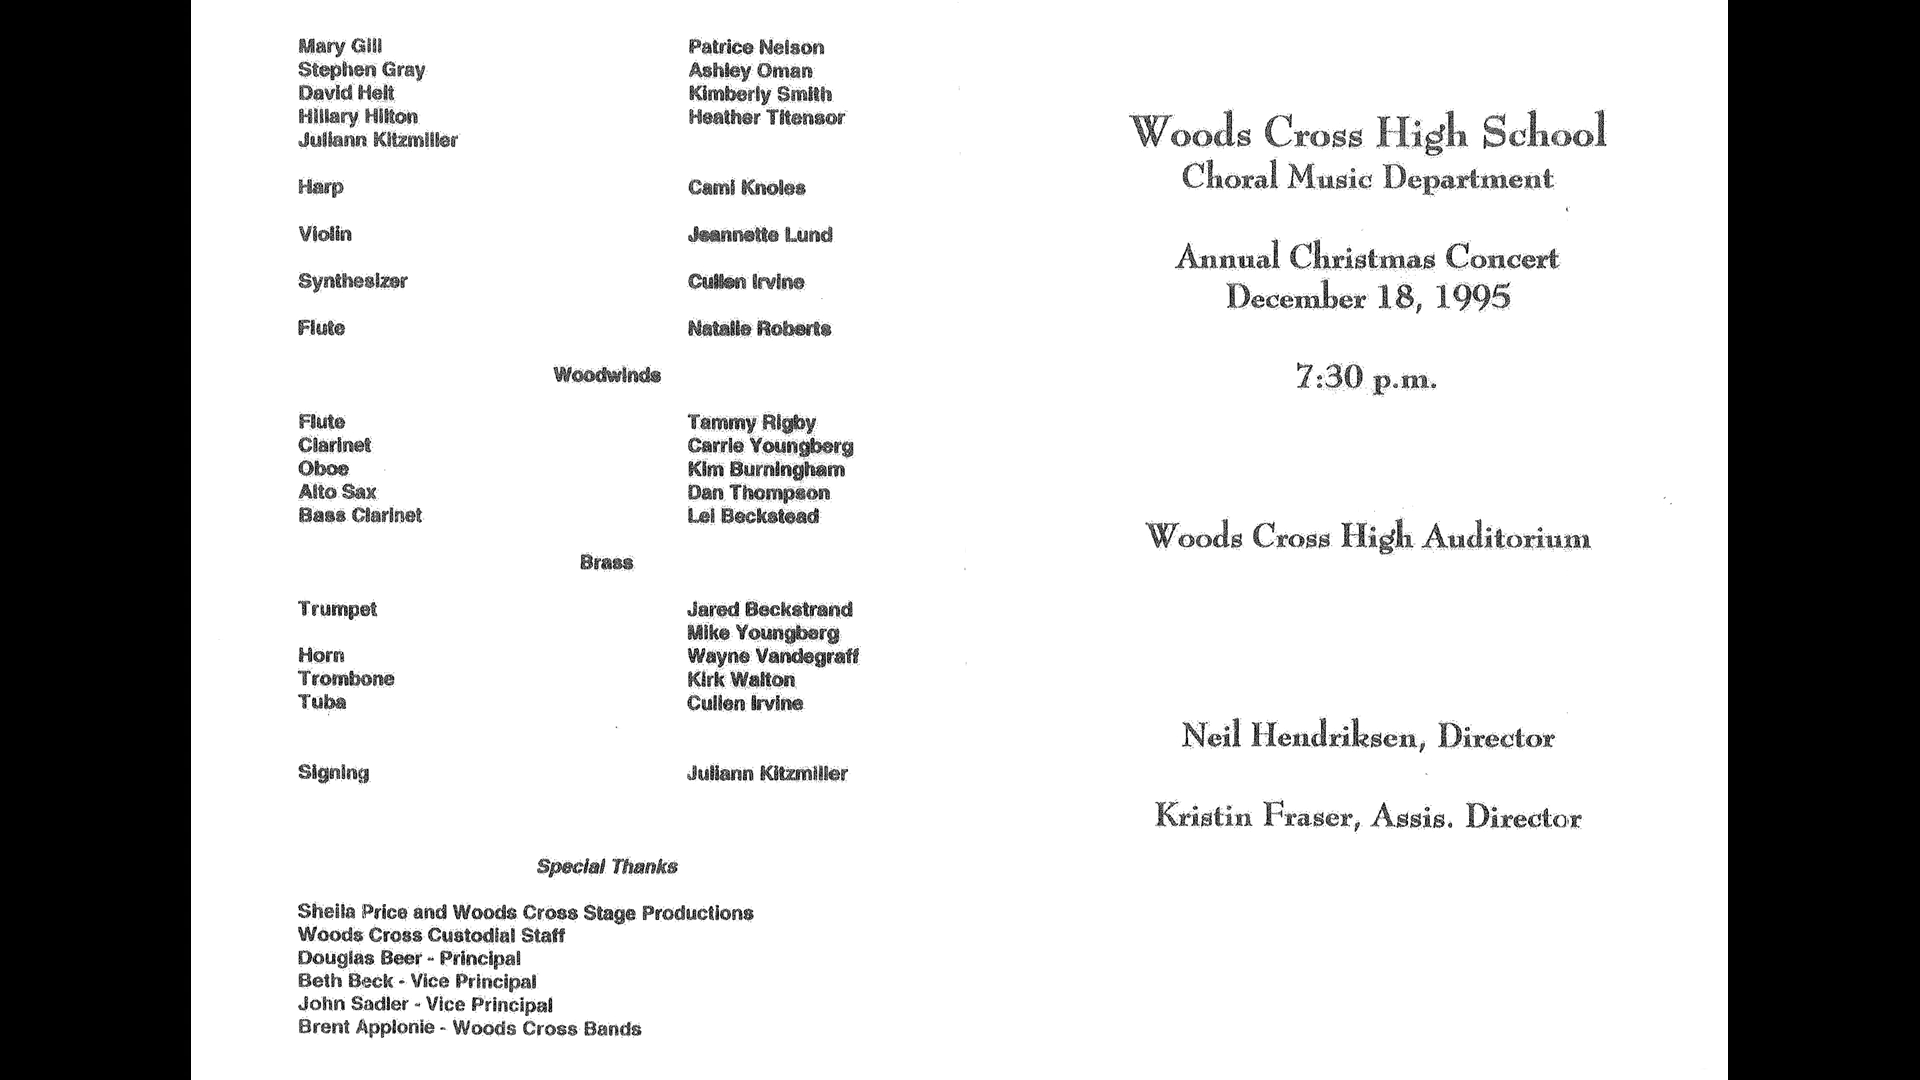 Mary Gill Patrice Nelson
Stephen Gray Ashley Oman
David Helt Kimberly Smith
Hillary Hilton Heather Titensor
Juliann Kitzmiller
Harp Cami Knoles
Violin Jeannette Lund
Synthesizer Cullen Irvine
Flute Natalie Roberts
Woodwinds
Flute Tammy Rigby
Clarinet Carrie Youngberg
Oboe Kim Burningham
Alto Sax Dan Thompson
Bass Clarinet Lei Beckstead
Brass
Trumpet Jared Beckstrand
Mike Youngberg
Horn Wayne Vandegraff
Trombone Kirk Walton
Tuba Cullen Irvine
Signing Juliann Kitzmiller
Special Thanks
Sheila Price and Woods Cross Stage Productions
Woods Cross Custodial Staff
Douglas Beer - Principal
Beth Beck - Vice Principal
John Sadler - Vice Principal
Brent Applonie - Woods Cross Bands
Woods Cross High School
Choral Music Department
Annual Christmas Concert
December 18, 1995
7:30 p.m.
Woods Cross High Auditorium
Neil Hendriksen, Director
Kristin Fraser, Assis. Director